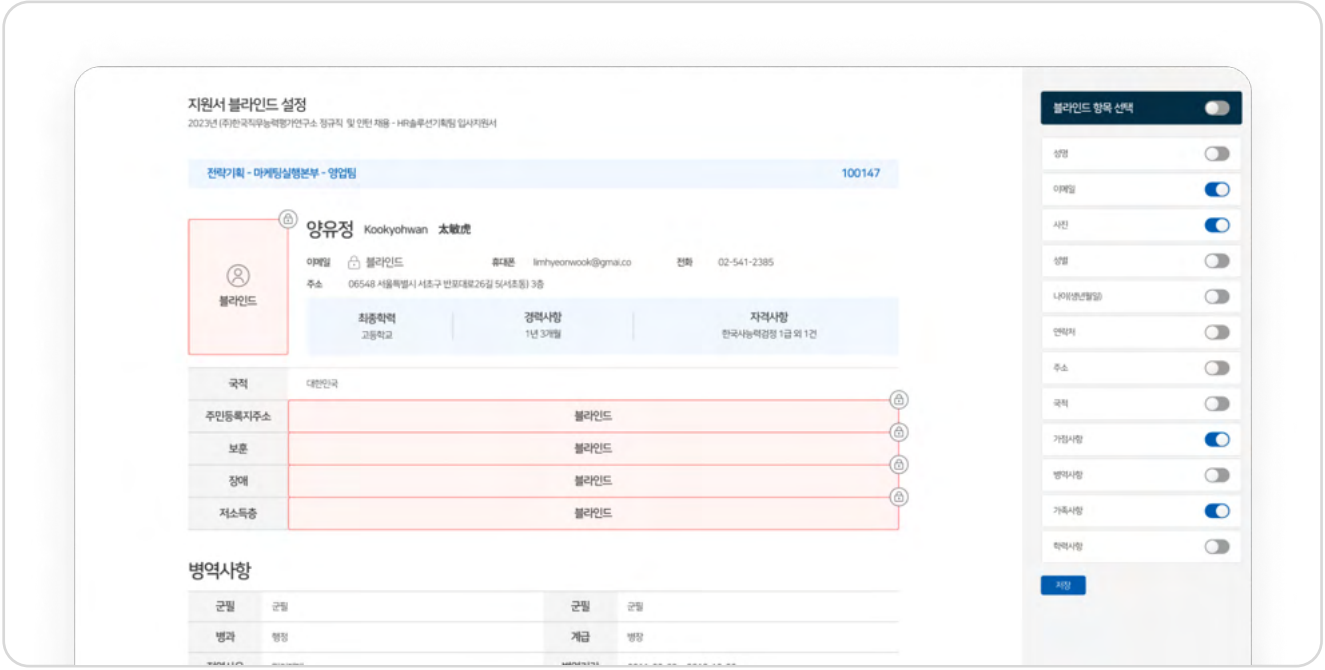 지원서 블라인드 설정
2023년 (주)한국직무능력평가연구소 정규직 및 인턴 채용 - HR솔루션기획팀 입사지원서
전략기획 - 마케팅실행본부 - 영업팀 100147
양유정 Kookyohwan 太敏虎
이메일 블라인드 휴대폰 limhyeonwook@gmai.co 전화 02-541-2385
주소 06548 서울특별시 서초구 반포대로26길 5(서초동) 3층
블라인드
최종학력 경력사항 자격사항
고등학교 1년 3개월 한국사능력검정 1급 외 1건
국적 대한민국
주민등록지주소 블라인드
보훈 블라인드
장애 블라인드
저소득층 블라인드
병역사항
군필 군필 군필 군필
병과 행정 계급 병장
블라인드 항목 선택
성명
이메일
사진
성별
나이(생년월일)
연락처
주소
국적
가점사항
병역사항
가족사항
학력사항
저장